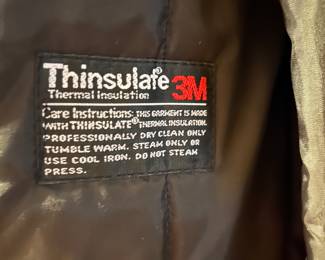 Thinsulate® 3M
Thermal Insulation
Care Instructions: THIS GARMENT IS MADE
WITH THINSULATE® THERMAL INSULATION.
PROFESSIONALLY DRY CLEAN ONLY
TUMBLE WARM. STEAM ONLY OR
USE COOL IRON. DO NOT STEAM
PRESS.